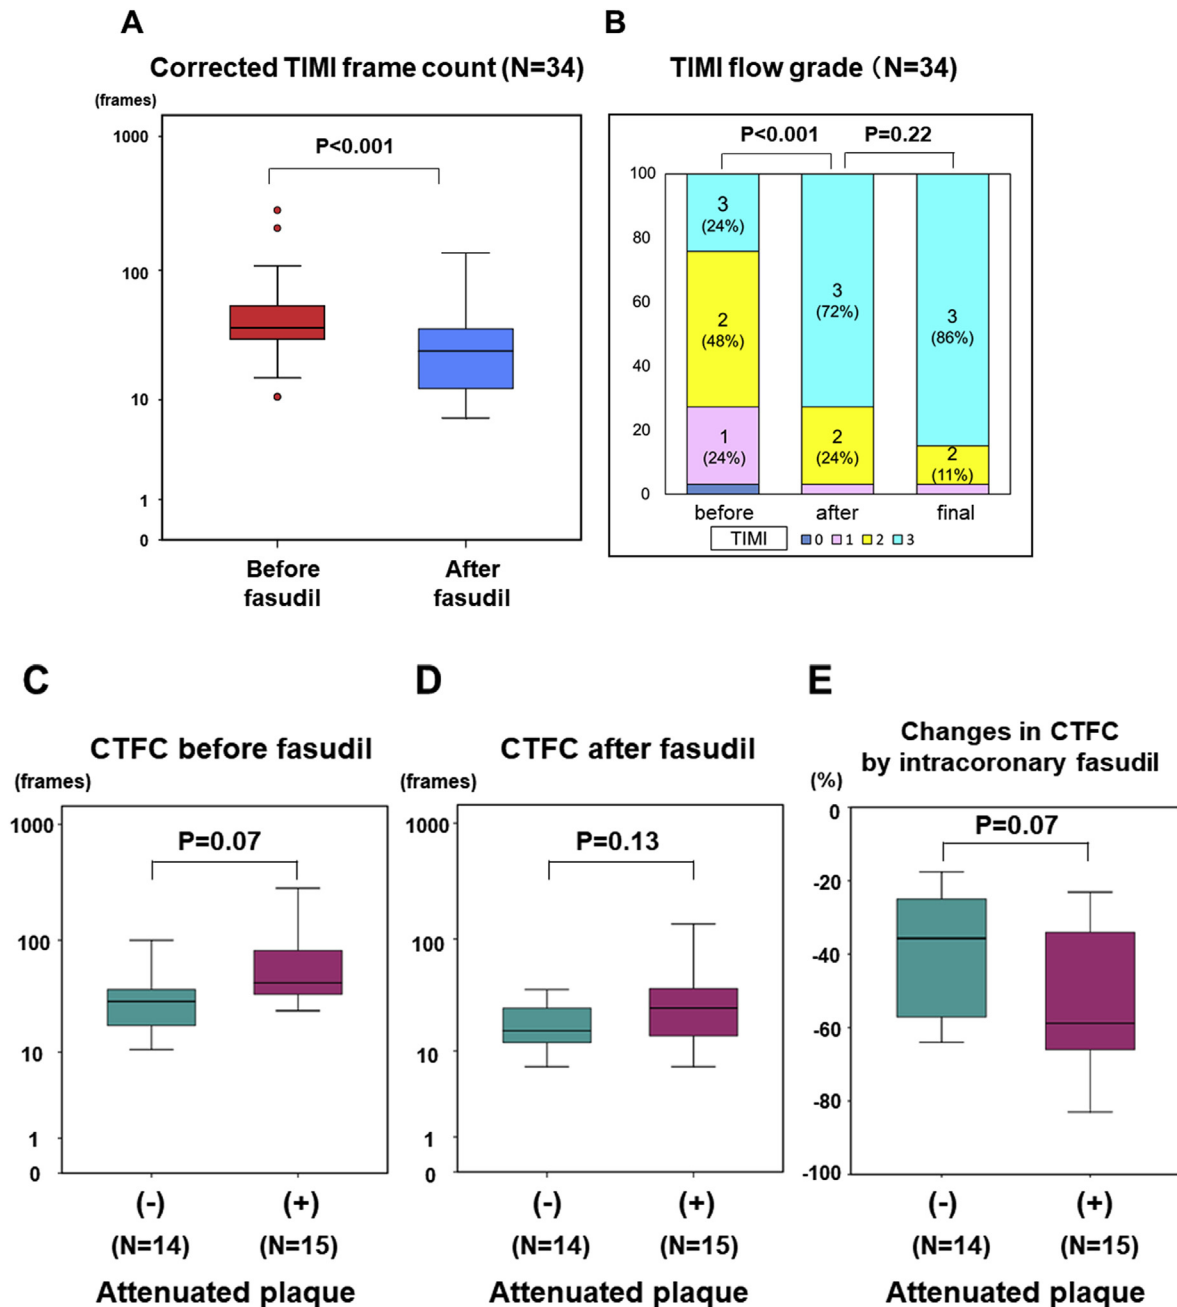 A
Corrected TIMI frame count (N=34)
(frames)
1000
P<0.001
100
10
1
0
Before
fasudil
After
fasudil
B
TIMI flow grade (N=34)
P<0.001
P=0.22
100
80
60
40
20
0
3
(24%)
2
(48%)
1
(24%)
3
(72%)
2
(24%)
3
(86%)
2
(11%)
before
after
final
TIMI
0
1
2
3
C
CTFC before fasudil
(frames)
1000
P=0.07
100
10
1
0
(-)
(+)
(N=14)
(N=15)
Attenuated plaque
D
CTFC after fasudil
(frames)
1000
P=0.13
100
10
1
0
(-)
(+)
(N=14)
(N=15)
Attenuated plaque
E
Changes in CTFC
by intracoronary fasudil
(%)
0
P=0.07
-20
-40
-60
-80
-100
(-)
(+)
(N=14)
(N=15)
Attenuated plaque